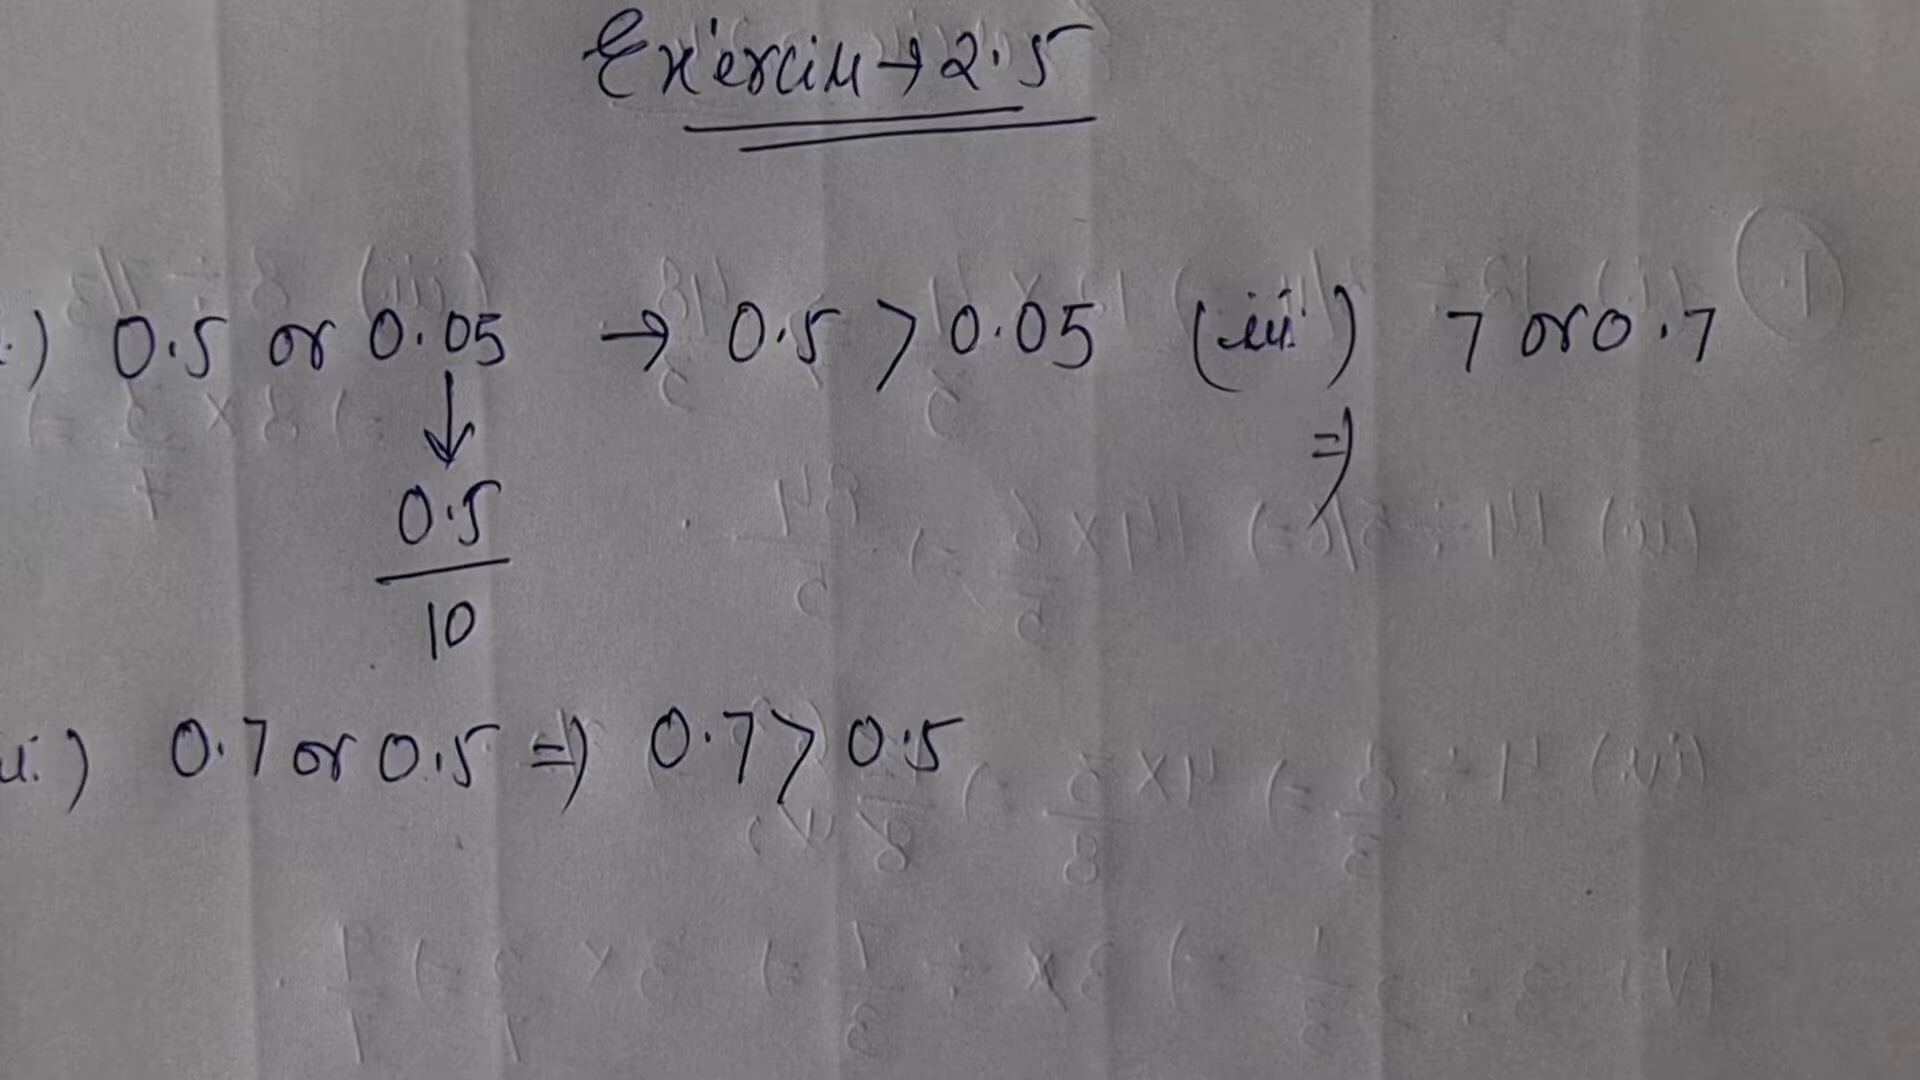 Exercise → 2.5
.) 0.5 or 0.05 → 0.5 > 0.05 (iii) 7 or 0.7
↓ ⇒
0.5
10
ii.) 0.7 or 0.5 ⇒ 0.7 > 0.5